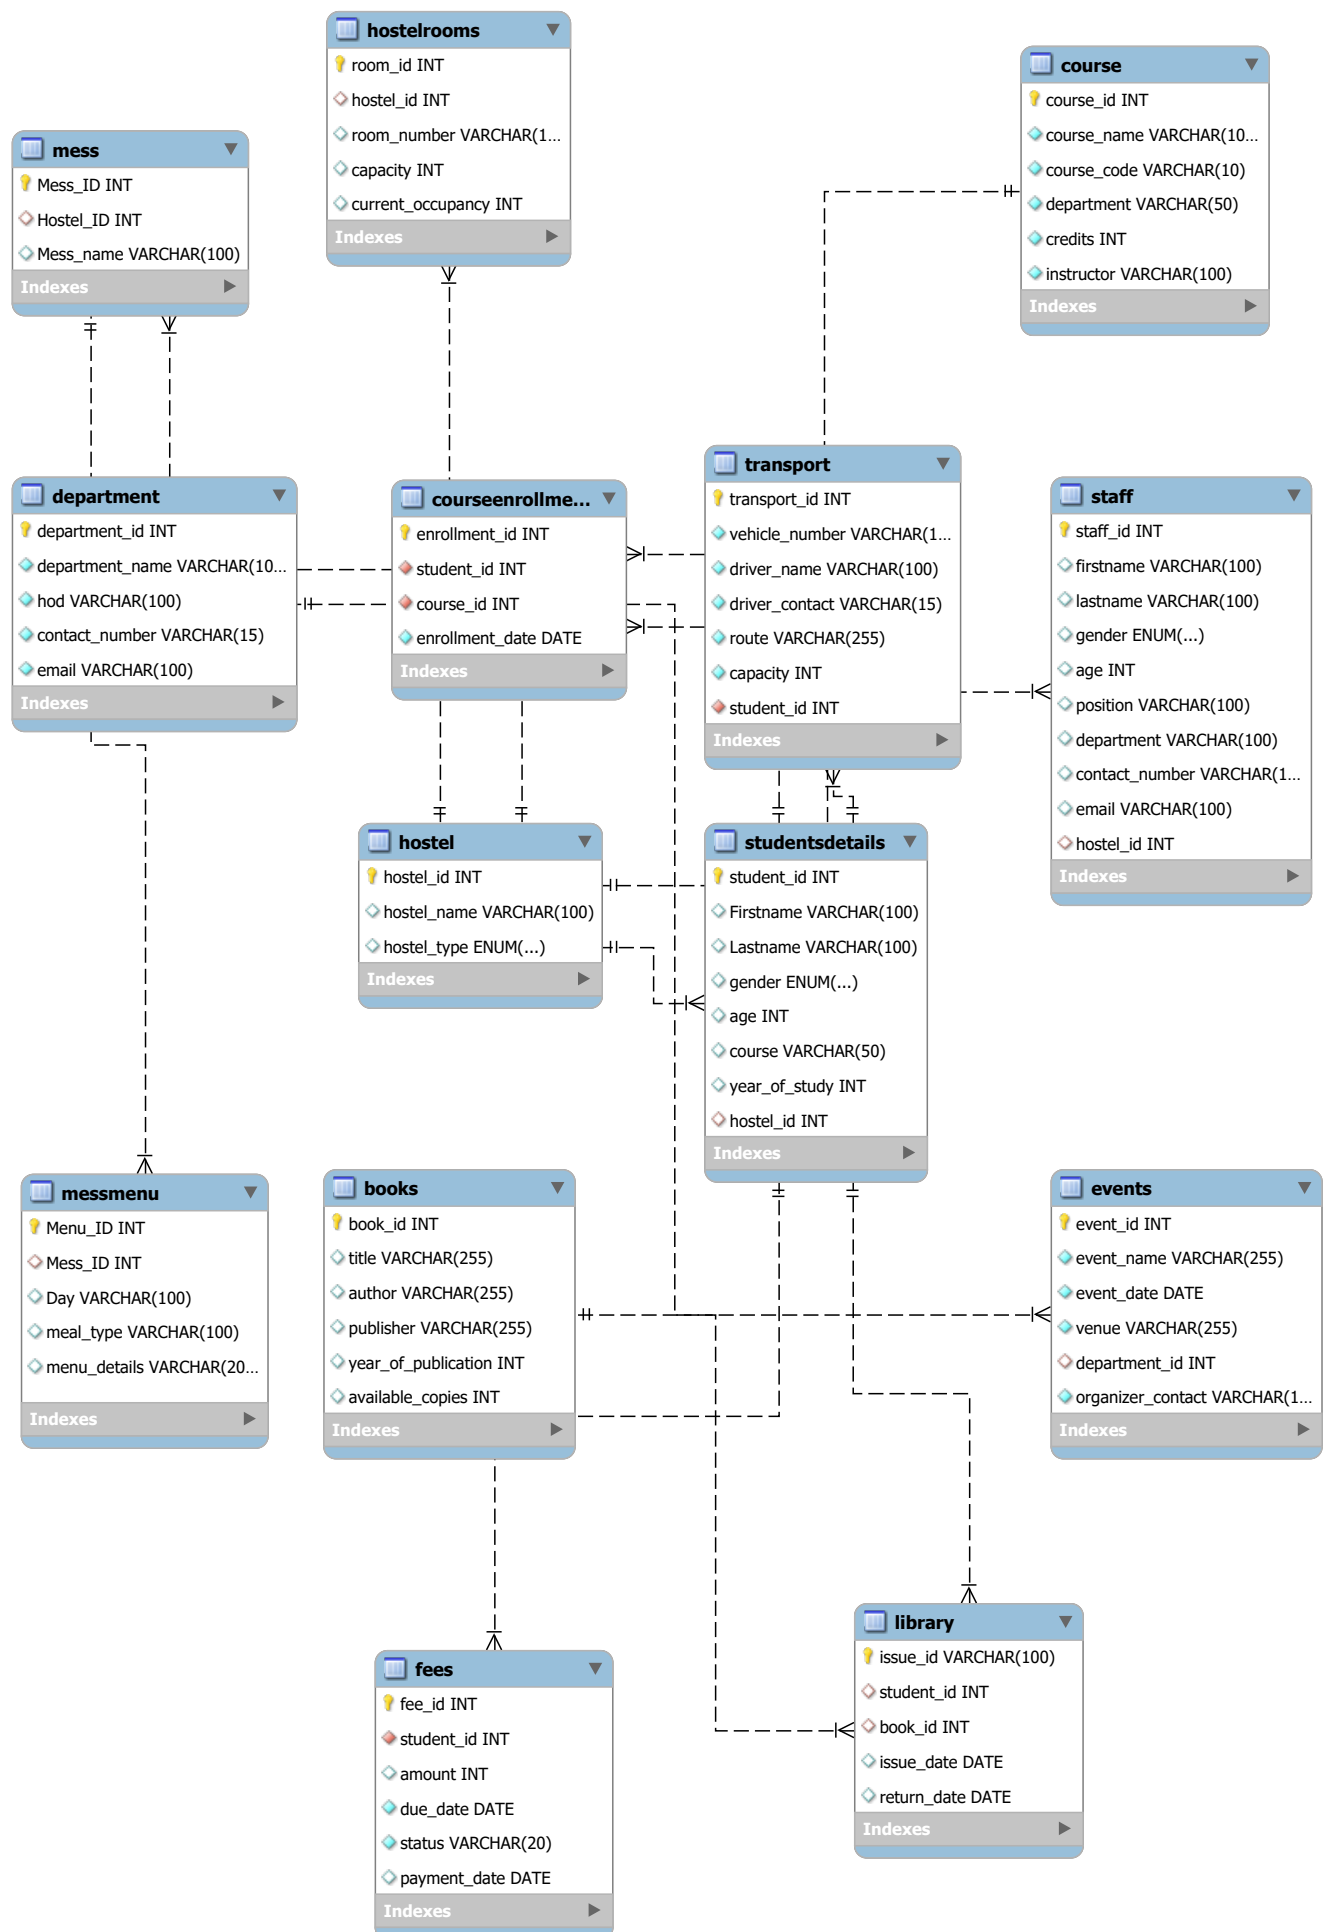 hostelrooms
room_id INT
hostel_id INT
room_number VARCHAR(1...
capacity INT
current_occupancy INT
Indexes
course
course_id INT
course_name VARCHAR(10...
course_code VARCHAR(10)
department VARCHAR(50)
credits INT
instructor VARCHAR(100)
Indexes
mess
Mess_ID INT
Hostel_ID INT
Mess_name VARCHAR(100)
Indexes
department
department_id INT
department_name VARCHAR(10...
hod VARCHAR(100)
contact_number VARCHAR(15)
email VARCHAR(100)
Indexes
courseenrollme...
enrollment_id INT
student_id INT
course_id INT
enrollment_date DATE
Indexes
transport
transport_id INT
vehicle_number VARCHAR(1...
driver_name VARCHAR(100)
driver_contact VARCHAR(15)
route VARCHAR(255)
capacity INT
student_id INT
Indexes
staff
staff_id INT
firstname VARCHAR(100)
lastname VARCHAR(100)
gender ENUM(...)
age INT
position VARCHAR(100)
department VARCHAR(100)
contact_number VARCHAR(1...
email VARCHAR(100)
hostel_id INT
Indexes
hostel
hostel_id INT
hostel_name VARCHAR(100)
hostel_type ENUM(...)
Indexes
studentsdetails
student_id INT
Firstname VARCHAR(100)
Lastname VARCHAR(100)
gender ENUM(...)
age INT
course VARCHAR(50)
year_of_study INT
hostel_id INT
Indexes
messmenu
Menu_ID INT
Mess_ID INT
Day VARCHAR(100)
meal_type VARCHAR(100)
menu_details VARCHAR(20...
Indexes
books
book_id INT
title VARCHAR(255)
author VARCHAR(255)
publisher VARCHAR(255)
year_of_publication INT
available_copies INT
Indexes
events
event_id INT
event_name VARCHAR(255)
event_date DATE
venue VARCHAR(255)
department_id INT
organizer_contact VARCHAR(1...
Indexes
library
issue_id VARCHAR(100)
student_id INT
book_id INT
issue_date DATE
return_date DATE
Indexes
fees
fee_id INT
student_id INT
amount INT
due_date DATE
status VARCHAR(20)
payment_date DATE
Indexes